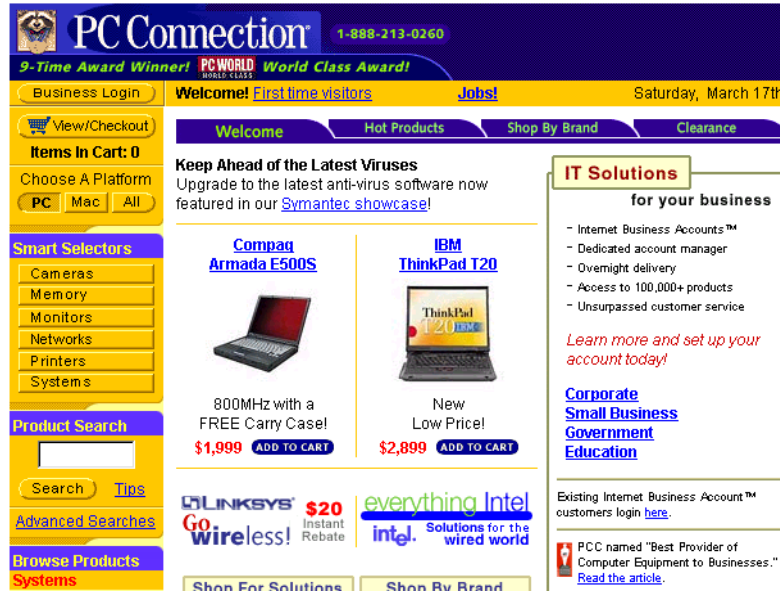 PC Connection
1-888-213-0260
9-Time Award Winner! PC WORLD WORLD CLASS World Class Award!
Business Login
Welcome! First time visitors
Jobs!
Saturday, March 17th
View/Checkout
Items In Cart: 0
Choose A Platform
PC Mac All
Welcome
Hot Products
Shop By Brand
Clearance
Keep Ahead of the Latest Viruses
Upgrade to the latest anti-virus software now
featured in our Symantec showcase!
Smart Selectors
Cameras
Memory
Monitors
Networks
Printers
Systems
Compaq
Armada E500S
800MHz with a
FREE Carry Case!
$1,999 ADD TO CART
IBM
ThinkPad T20
ThinkPad
T20 IBM
New
Low Price!
$2,899 ADD TO CART
IT Solutions
for your business
- Internet Business Accounts™
- Dedicated account manager
- Overnight delivery
- Access to 100,000+ products
- Unsurpassed customer service
Learn more and set up your
account today!
Corporate
Small Business
Government
Education
Product Search
Search Tips
Advanced Searches
Browse Products
Systems
LINKSYS
Go
wireless!
$20
Instant
Rebate
everything Intel
intel. Solutions for the
wired world
Existing Internet Business Account™
customers login here.
PCC named "Best Provider of
Computer Equipment to Businesses."
Read the article.
Shop For Solutions
Shop By Brand